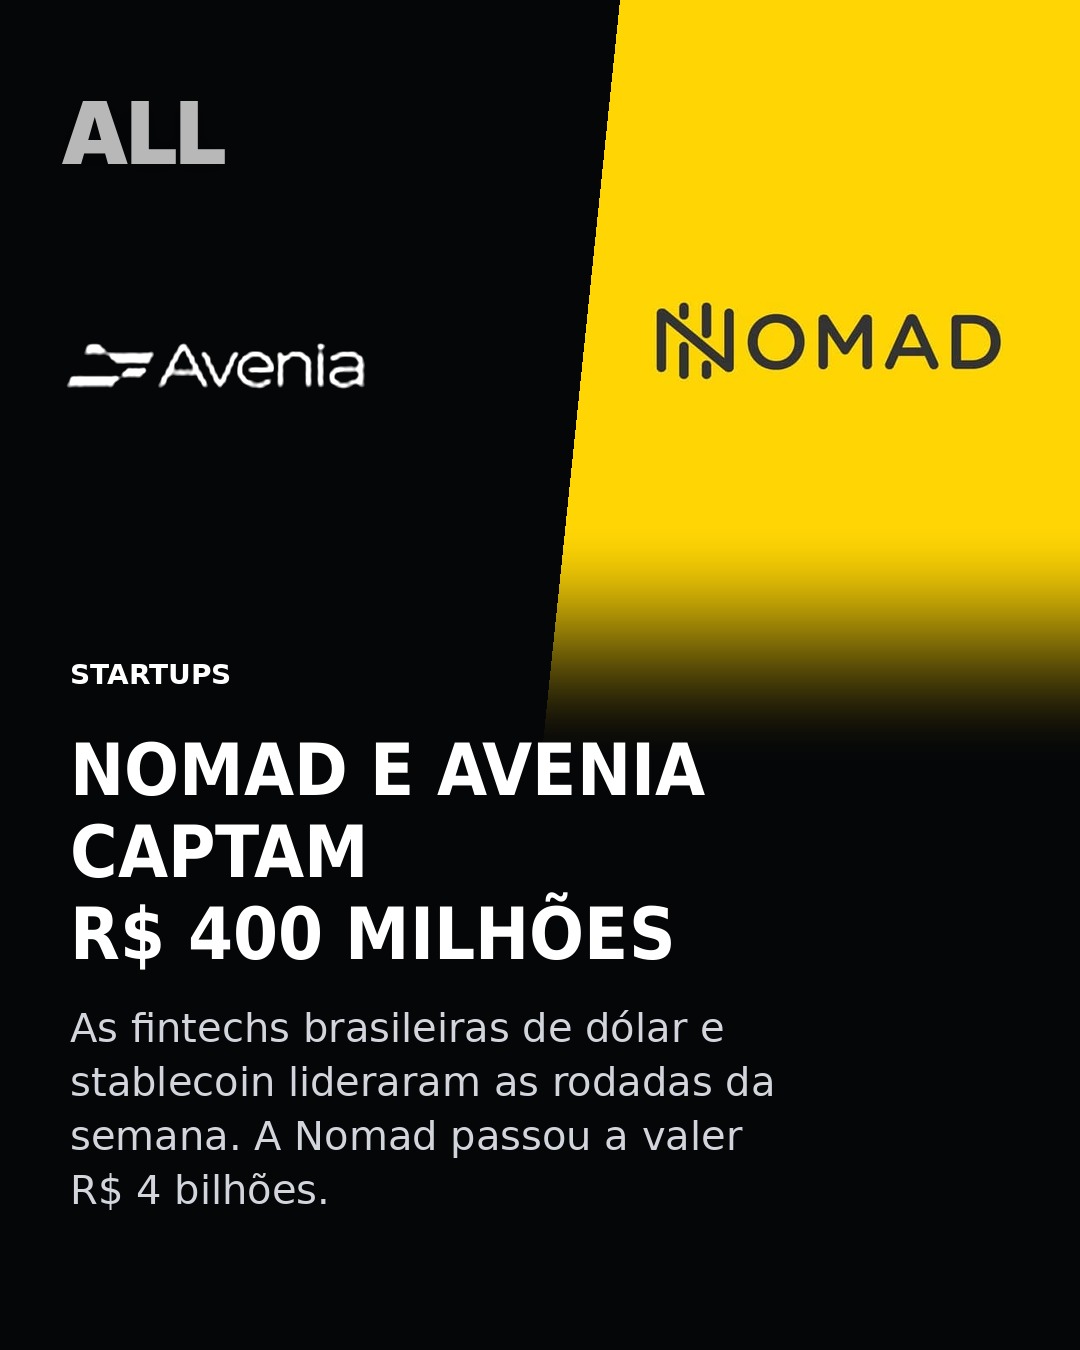 ALL
Avenia
NOMAD
STARTUPS
NOMAD E AVENIA
CAPTAM
R$ 400 MILHÕES
As fintechs brasileiras de dólar e
stablecoin lideraram as rodadas da
semana. A Nomad passou a valer
R$ 4 bilhões.